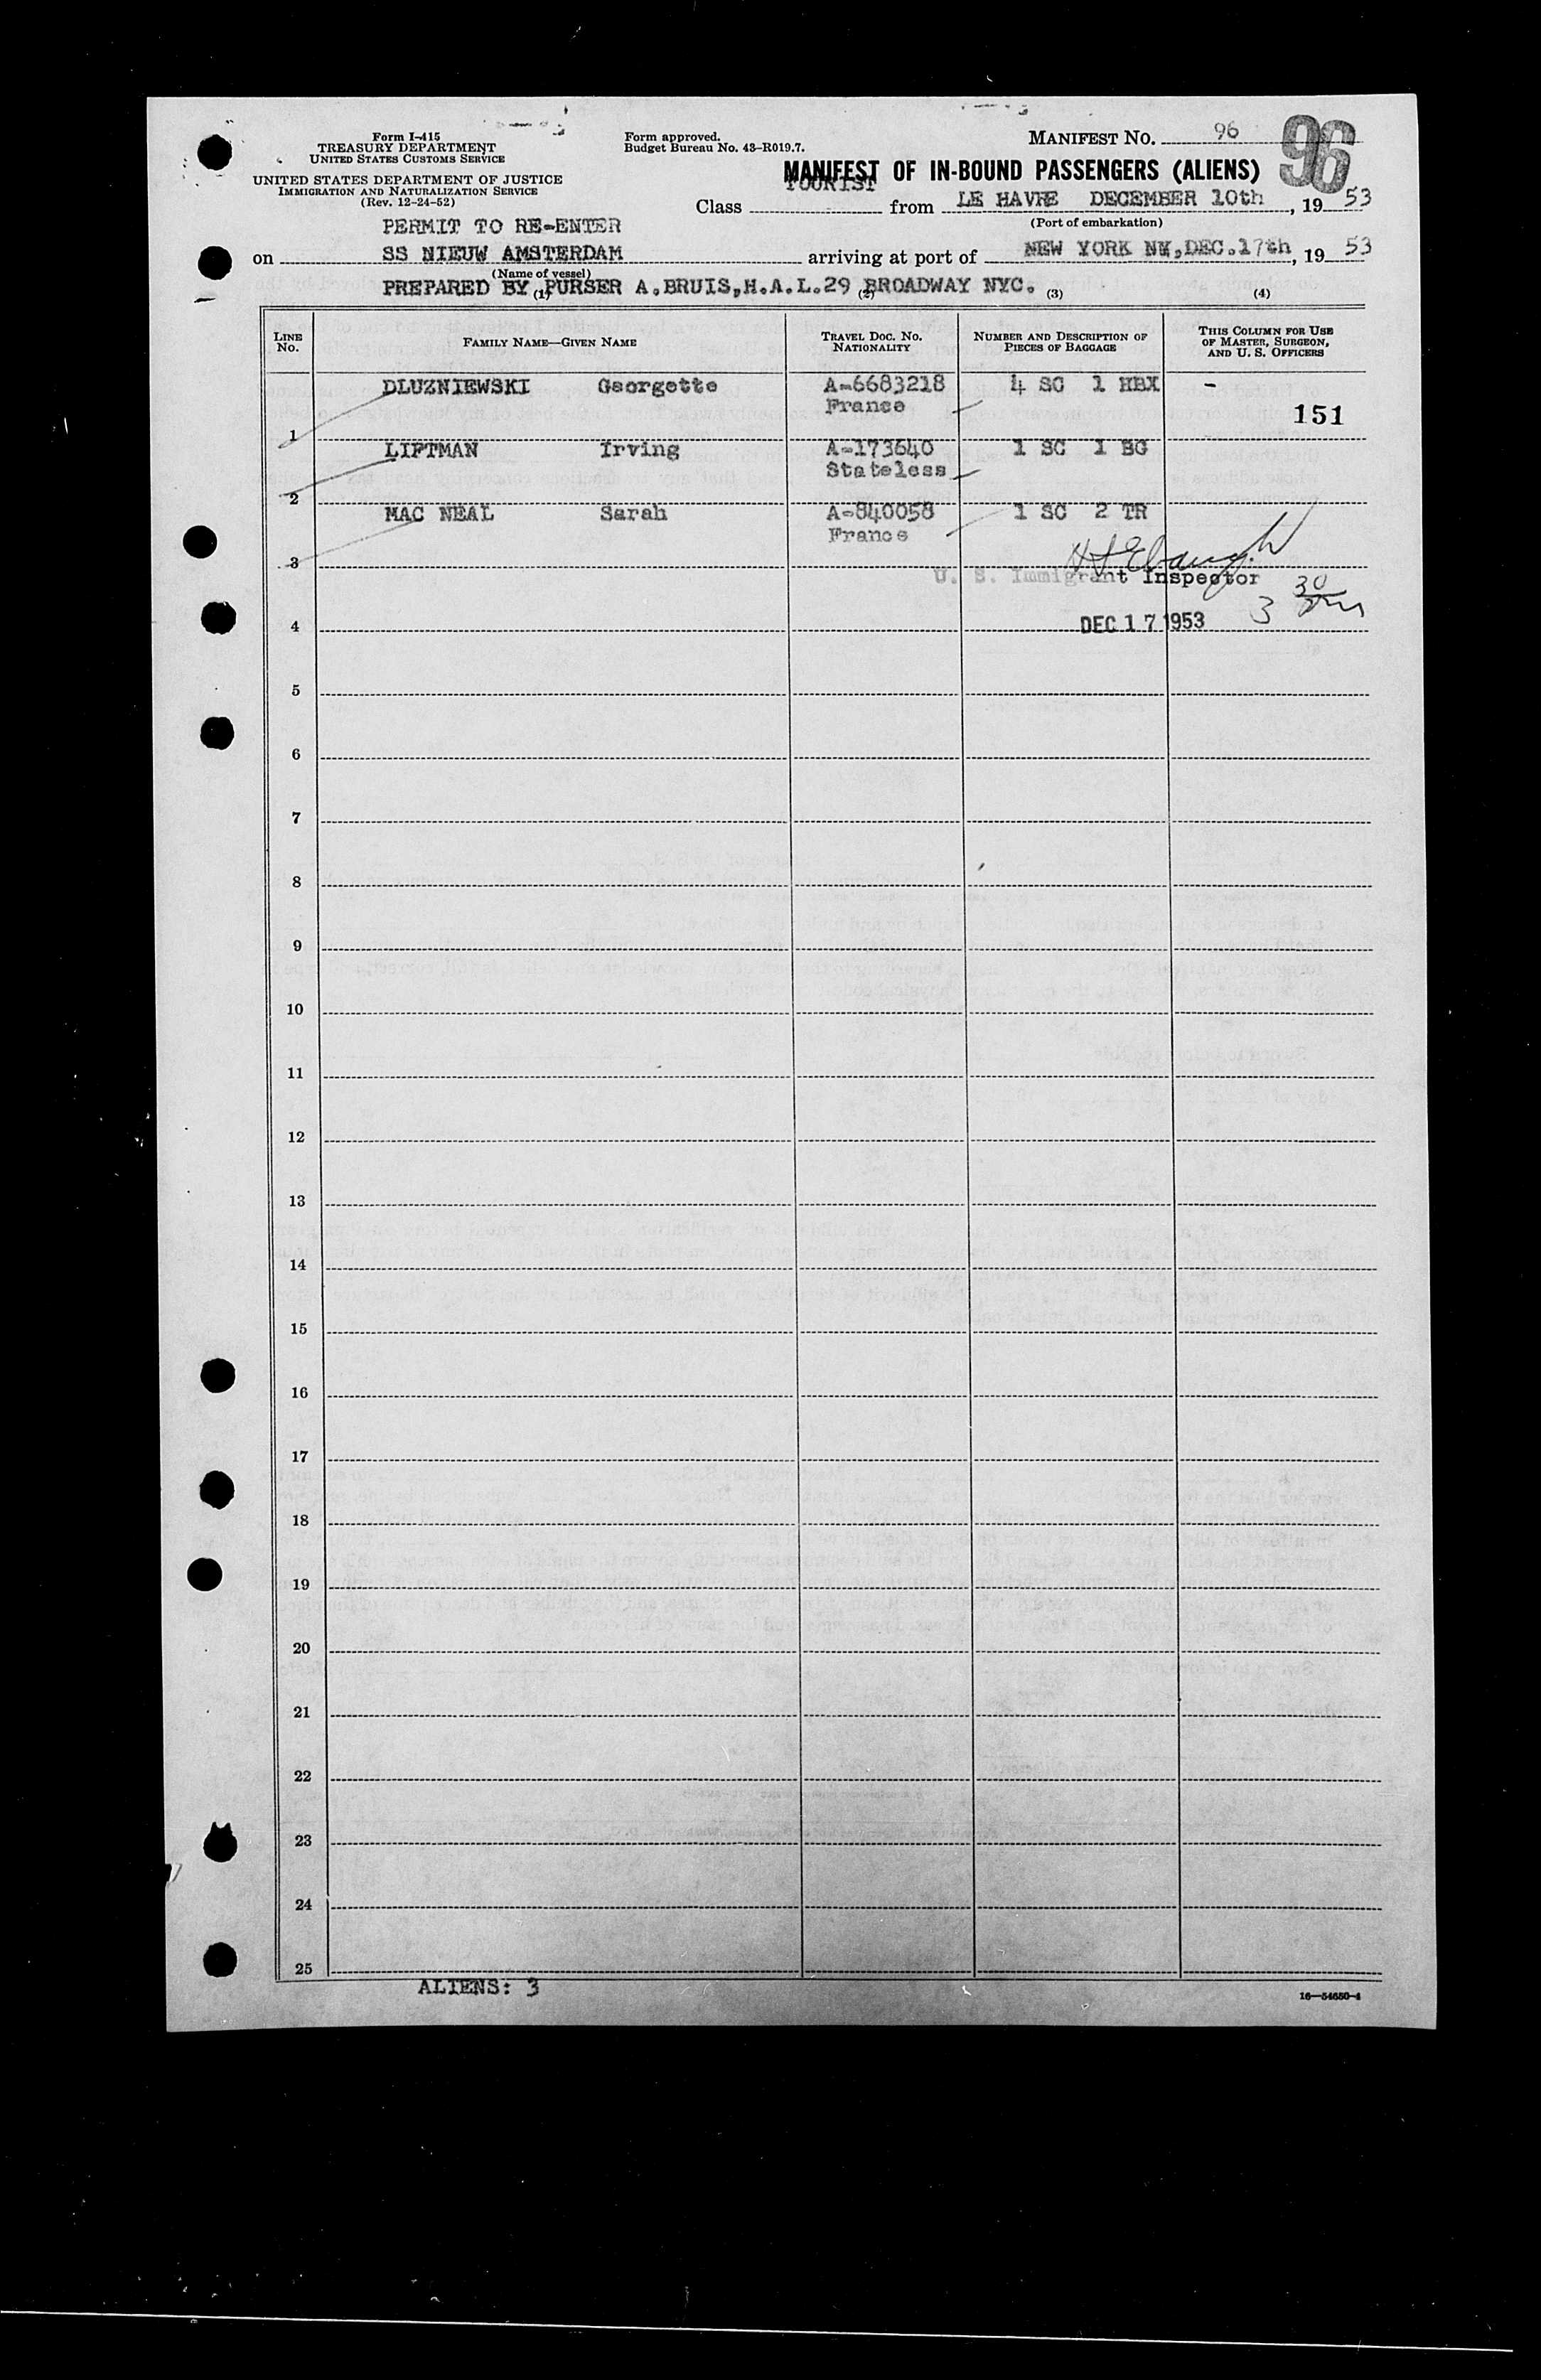 Form I-415
TREASURY DEPARTMENT
UNITED STATES CUSTOMS SERVICE
UNITED STATES DEPARTMENT OF JUSTICE
IMMIGRATION AND NATURALIZATION SERVICE
(Rev. 12-24-52)
Form approved.
Budget Bureau No. 43-R019.7.
MANIFEST NO. 96
96
MANIFEST OF IN-BOUND PASSENGERS (ALIENS)
TOURIST
Class from LE HAVRE DECEMBER 10th, 19 53
(Port of embarkation)
PERMIT TO RE-ENTER
on SS NIEUW AMSTERDAM arriving at port of NEW YORK NY, DEC. 17th, 19 53
(Name of vessel)
PREPARED BY PURSER A.BRUIS,H.A.L.29 BROADWAY NYC.
(1) (2) (3) (4)
LINE NO. FAMILY NAME—GIVEN NAME TRAVEL DOC. NO. NATIONALITY NUMBER AND DESCRIPTION OF PIECES OF BAGGAGE THIS COLUMN FOR USE OF MASTER, SURGEON, AND U. S. OFFICERS
DLUZNIEWSKI Georgette A-6683218 4 SC 1 HBX -
France
151
1
LIPTMAN Irving A-173640 1 SC 1 BG
Stateless
2
MAC NEAL Sarah A-840058 1 SC 2 TR
France
3
U. S. Immigrant Inspector
DEC 17 1953
3 30
4
5
6
7
8
9
10
11
12
13
14
15
16
17
18
19
20
21
22
23
24
25
ALIENS: 3
16—54650-4